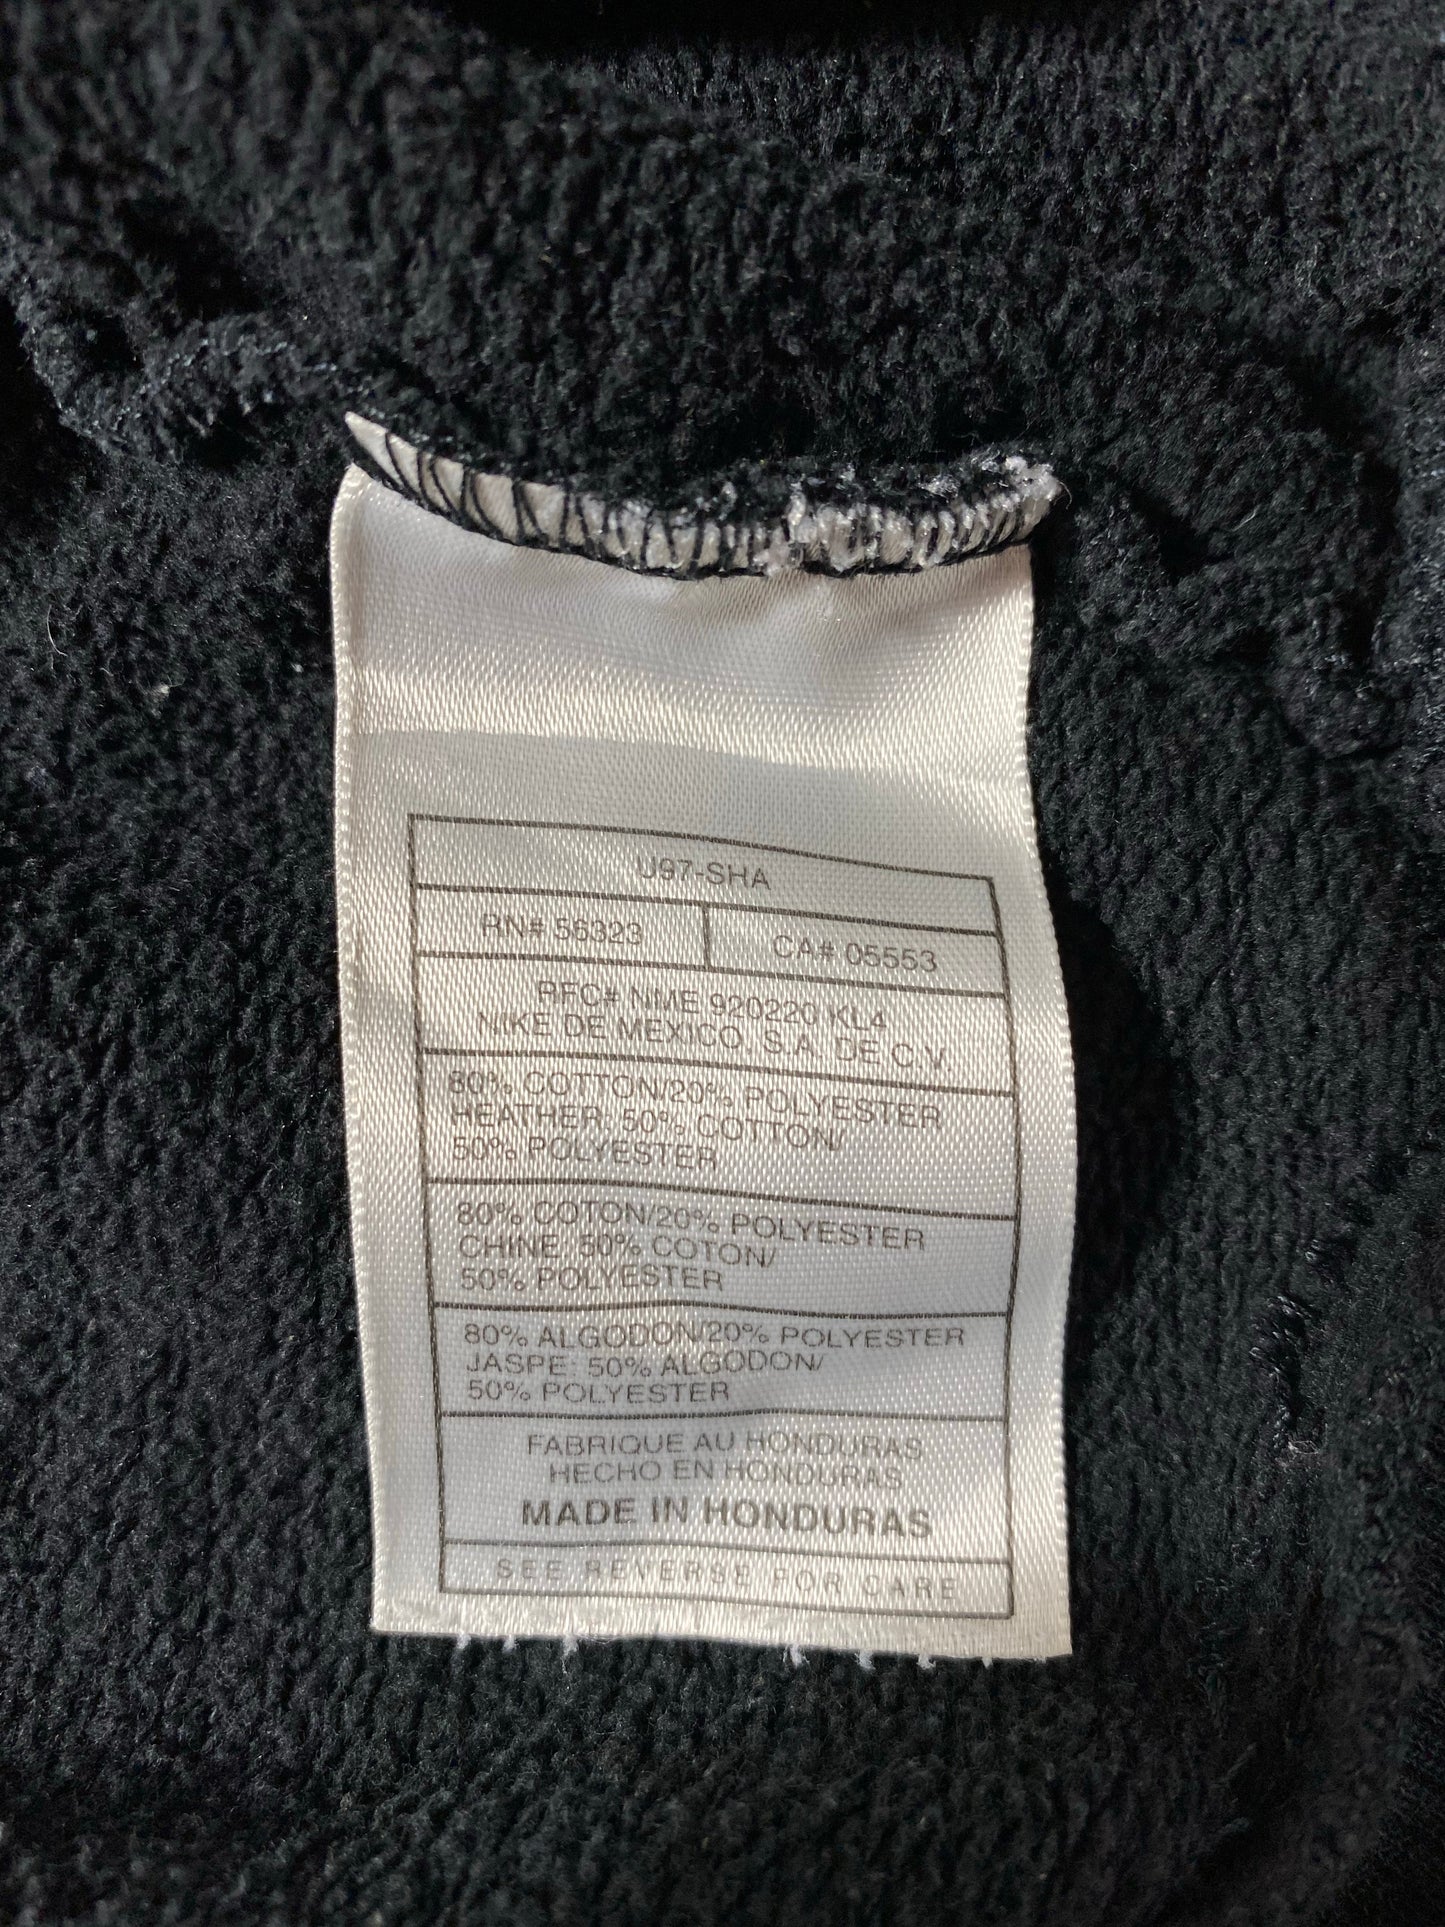 U97-SHA
RN# 56323 CA# 05553
RFC# NME 920220 KL4
NIKE DE MEXICO, S.A. DE C.V.
80% COTTON/20% POLYESTER
HEATHER: 50% COTTON/
50% POLYESTER
80% COTON/20% POLYESTER
CHINE: 50% COTON/
50% POLYESTER
80% ALGODON/20% POLYESTER
JASPE: 50% ALGODON/
50% POLYESTER
FABRIQUE AU HONDURAS
HECHO EN HONDURAS
MADE IN HONDURAS
SEE REVERSE FOR CARE